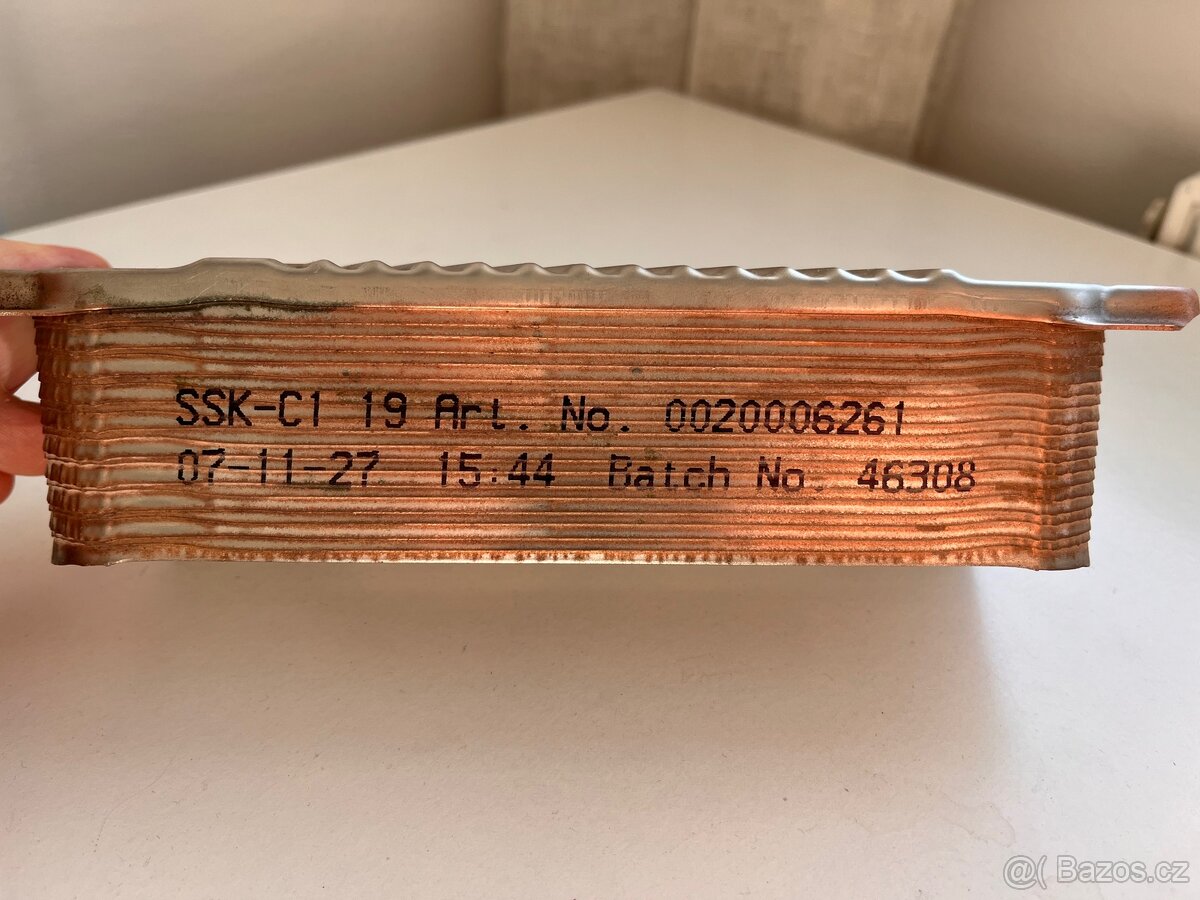 SSK-C1 19 Art. No. 0020006261
07-11-27 15:44 Batch No. 46308
@( Bazos.cz